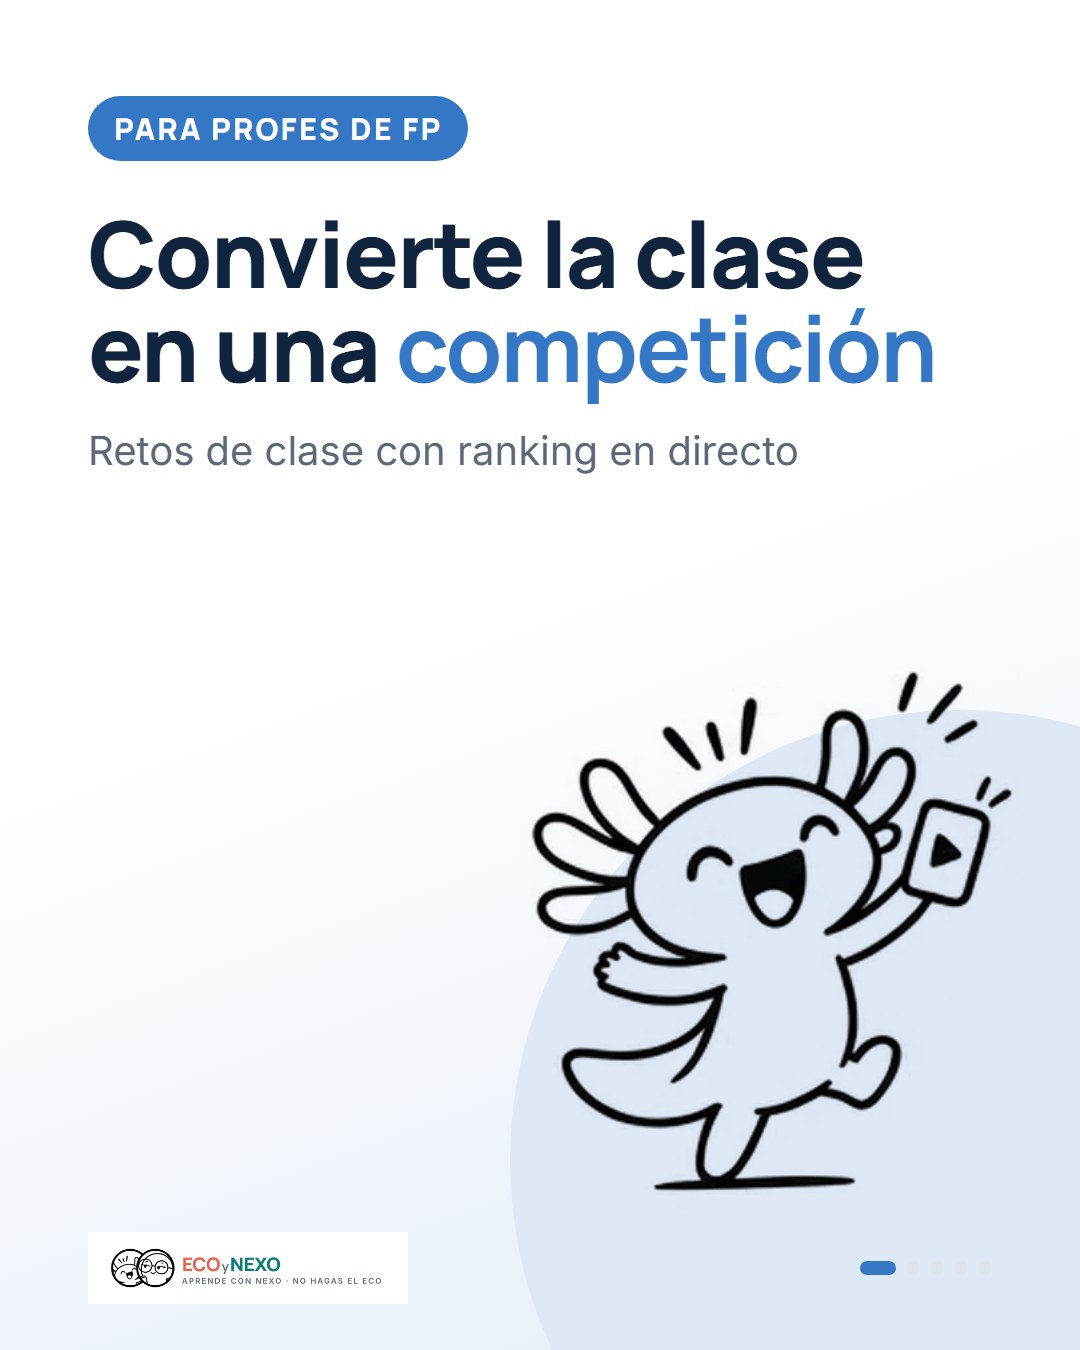 PARA PROFES DE FP
Convierte la clase
en una competición
Retos de clase con ranking en directo
ECO y NEXO
APRENDE CON NEXO · NO HAGAS EL ECO